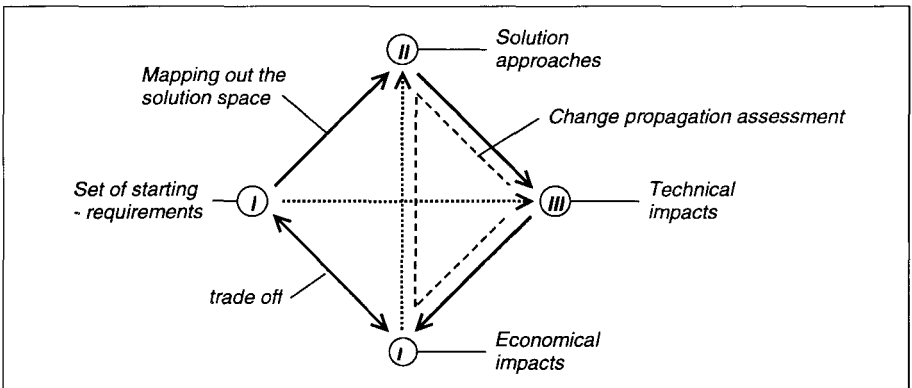 II
Solution
approaches
Mapping out the
solution space
Change propagation assessment
Set of starting
- requirements
I
III
Technical
impacts
trade off
I
Economical
impacts